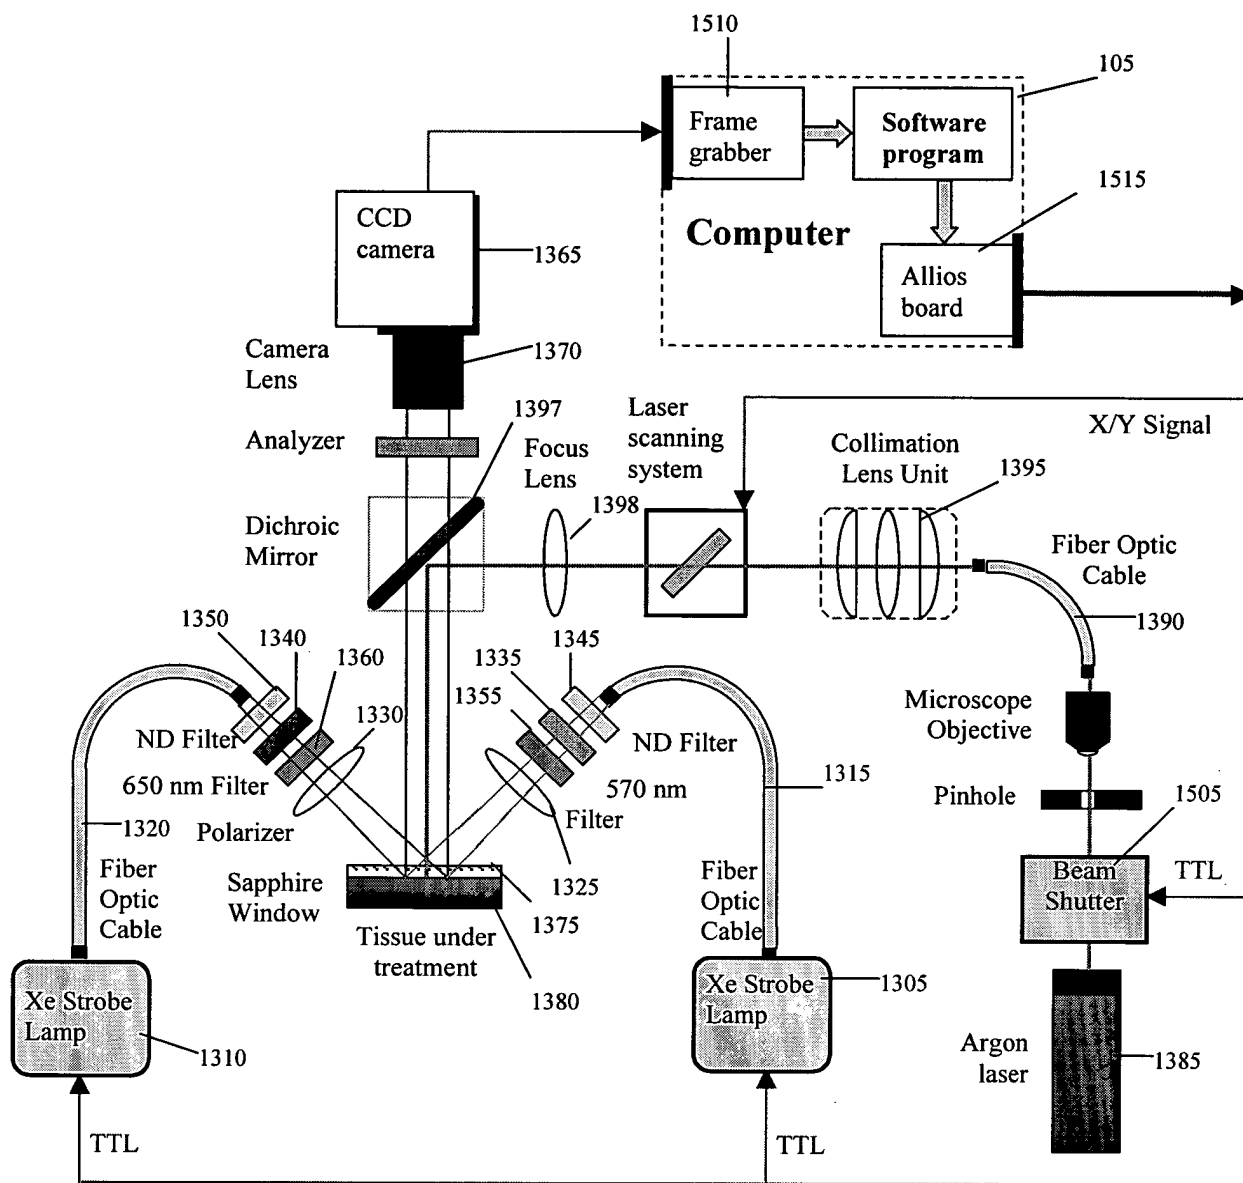 1510
105
Frame
grabber
Software
program
1515
CCD
camera
1365
Computer
Allios
board
Camera
Lens
1370
1397
Laser
scanning
system
X/Y Signal
Analyzer
Focus
Lens
Collimation
Lens Unit
1395
1398
Dichroic
Mirror
Fiber Optic
Cable
1350
1340
1360
1330
1335
1345
1355
1390
Microscope
Objective
ND Filter
650 nm Filter
Polarizer
ND Filter
570 nm
Filter
1315
Pinhole
1505
1320
Fiber
Optic
Cable
Sapphire
Window
1325
1375
Fiber
Optic
Cable
Beam
Shutter
TTL
Tissue under
treatment
1380
Xe Strobe
Lamp
1310
Xe Strobe
Lamp
1305
Argon
laser
1385
TTL
TTL